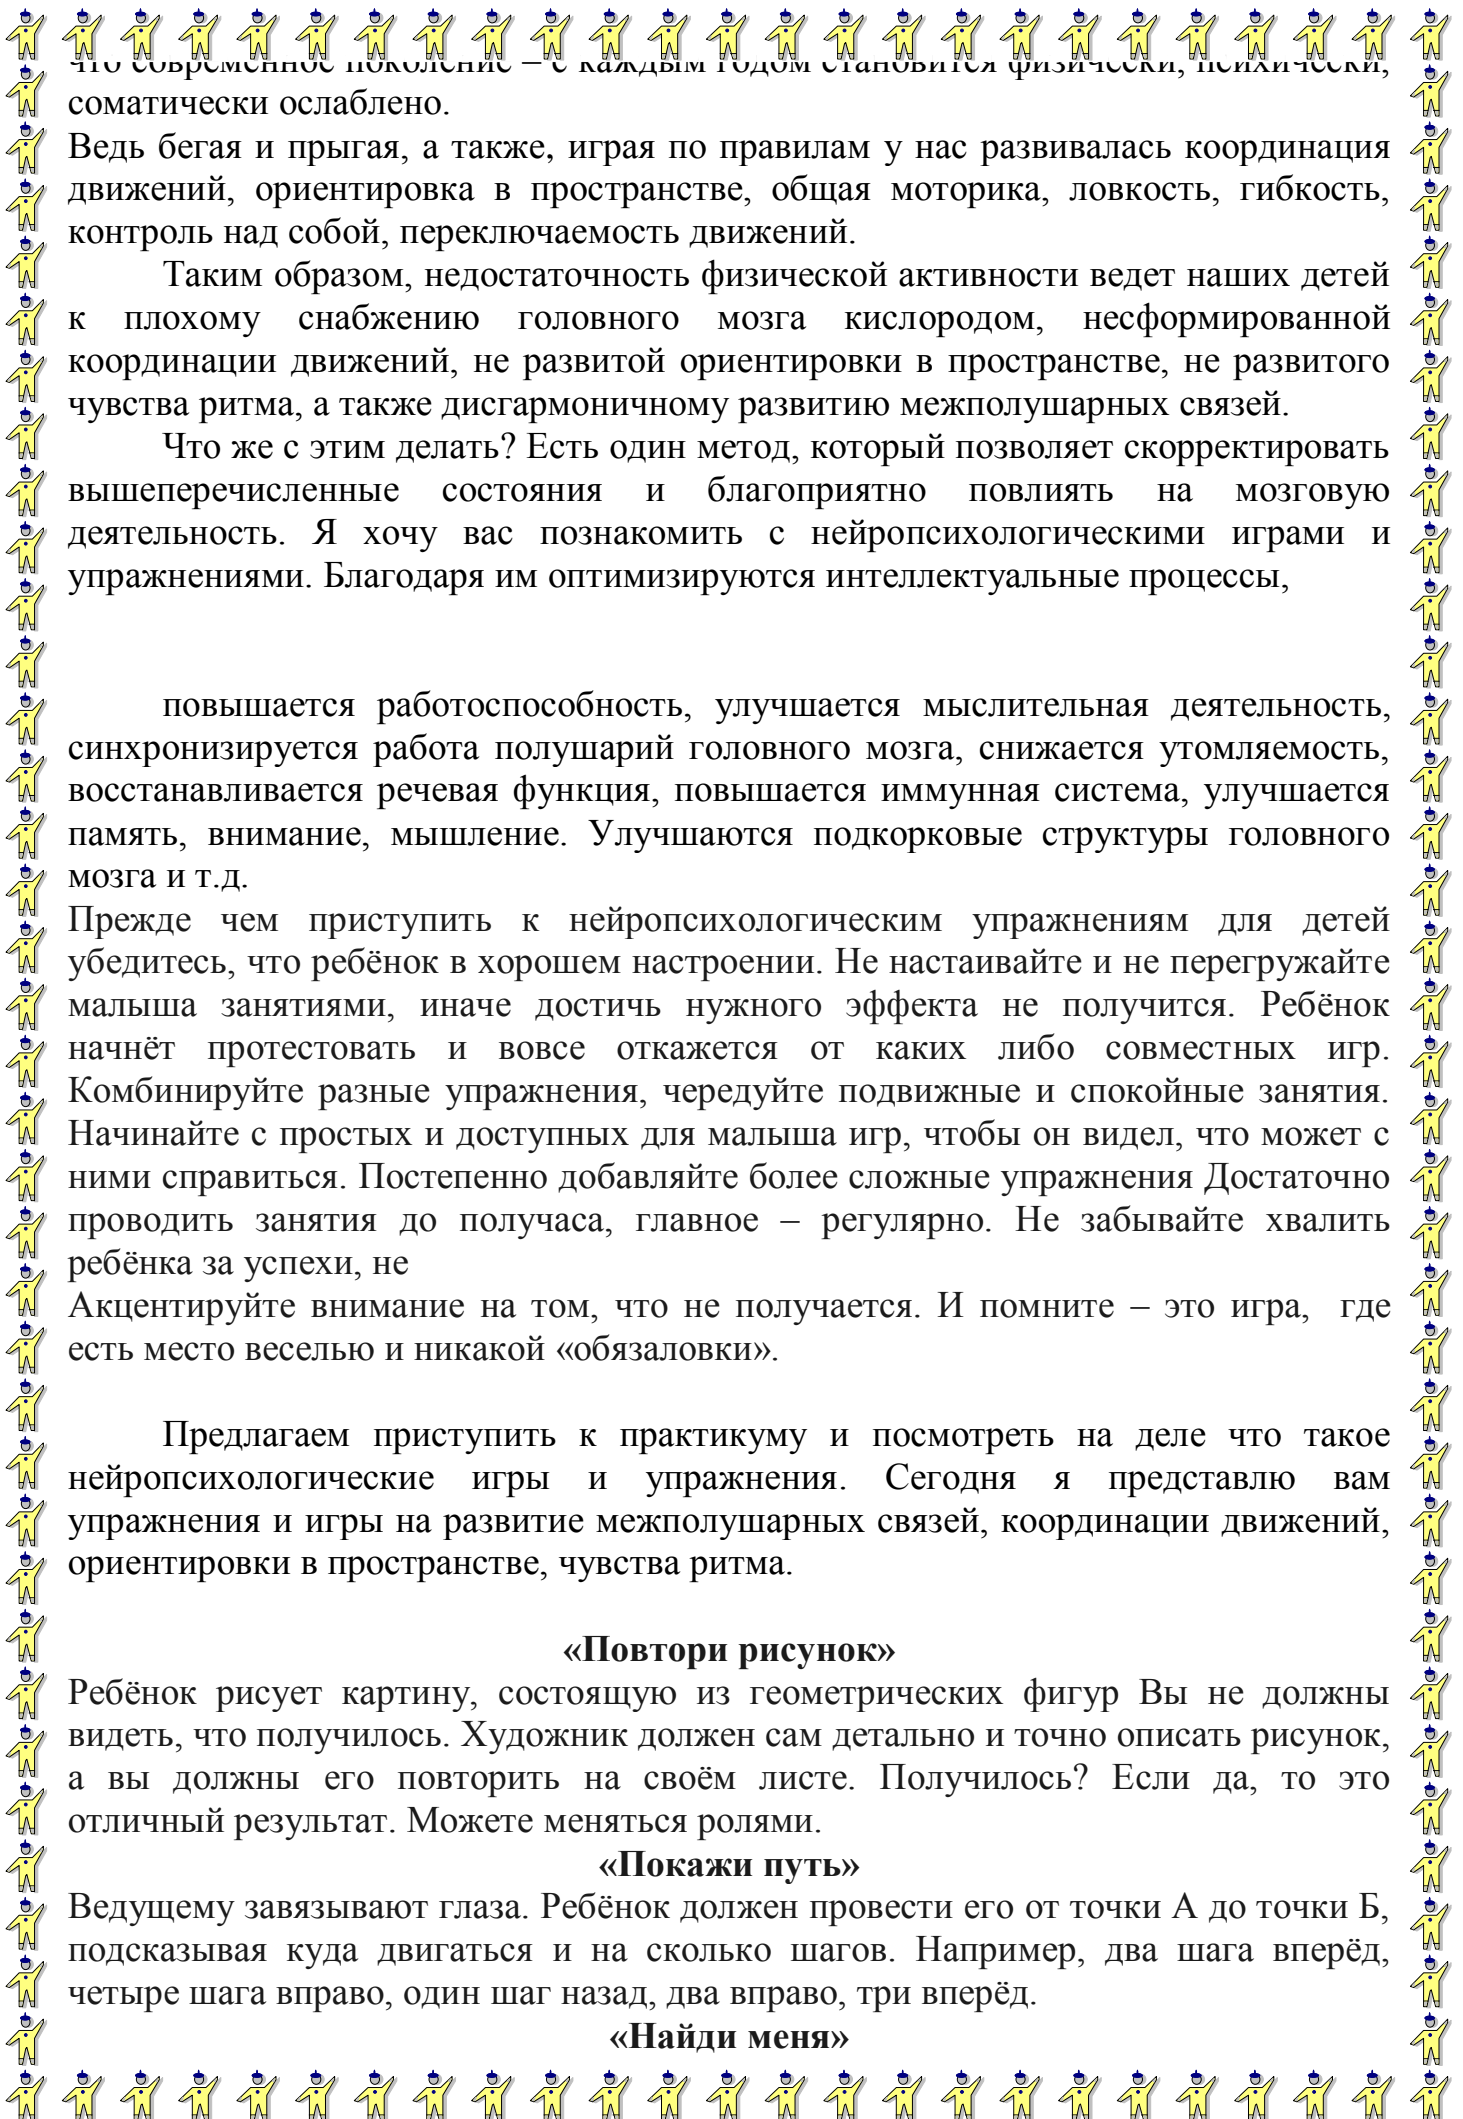 что современное поколение – с каждым годом становится физически, психически,
соматически ослаблено.
Ведь бегая и прыгая, а также, играя по правилам у нас развивалась координация
движений, ориентировка в пространстве, общая моторика, ловкость, гибкость,
контроль над собой, переключаемость движений.
Таким образом, недостаточность физической активности ведет наших детей
к плохому снабжению головного мозга кислородом, несформированной
координации движений, не развитой ориентировки в пространстве, не развитого
чувства ритма, а также дисгармоничному развитию межполушарных связей.
Что же с этим делать? Есть один метод, который позволяет скорректировать
вышеперечисленные состояния и благоприятно повлиять на мозговую
деятельность. Я хочу вас познакомить с нейропсихологическими играми и
упражнениями. Благодаря им оптимизируются интеллектуальные процессы,
повышается работоспособность, улучшается мыслительная деятельность,
синхронизируется работа полушарий головного мозга, снижается утомляемость,
восстанавливается речевая функция, повышается иммунная система, улучшается
память, внимание, мышление. Улучшаются подкорковые структуры головного
мозга и т.д.
Прежде чем приступить к нейропсихологическим упражнениям для детей
убедитесь, что ребёнок в хорошем настроении. Не настаивайте и не перегружайте
малыша занятиями, иначе достичь нужного эффекта не получится. Ребёнок
начнёт протестовать и вовсе откажется от каких либо совместных игр.
Комбинируйте разные упражнения, чередуйте подвижные и спокойные занятия.
Начинайте с простых и доступных для малыша игр, чтобы он видел, что может с
ними справиться. Постепенно добавляйте более сложные упражнения Достаточно
проводить занятия до получаса, главное – регулярно. Не забывайте хвалить
ребёнка за успехи, не
Акцентируйте внимание на том, что не получается. И помните – это игра, где
есть место веселью и никакой «обязаловки».
Предлагаем приступить к практикуму и посмотреть на деле что такое
нейропсихологические игры и упражнения. Сегодня я представлю вам
упражнения и игры на развитие межполушарных связей, координации движений,
ориентировки в пространстве, чувства ритма.
«Повтори рисунок»
Ребёнок рисует картину, состоящую из геометрических фигур Вы не должны
видеть, что получилось. Художник должен сам детально и точно описать рисунок,
а вы должны его повторить на своём листе. Получилось? Если да, то это
отличный результат. Можете меняться ролями.
«Покажи путь»
Ведущему завязывают глаза. Ребёнок должен провести его от точки А до точки Б,
подсказывая куда двигаться и на сколько шагов. Например, два шага вперёд,
четыре шага вправо, один шаг назад, два вправо, три вперёд.
«Найди меня»